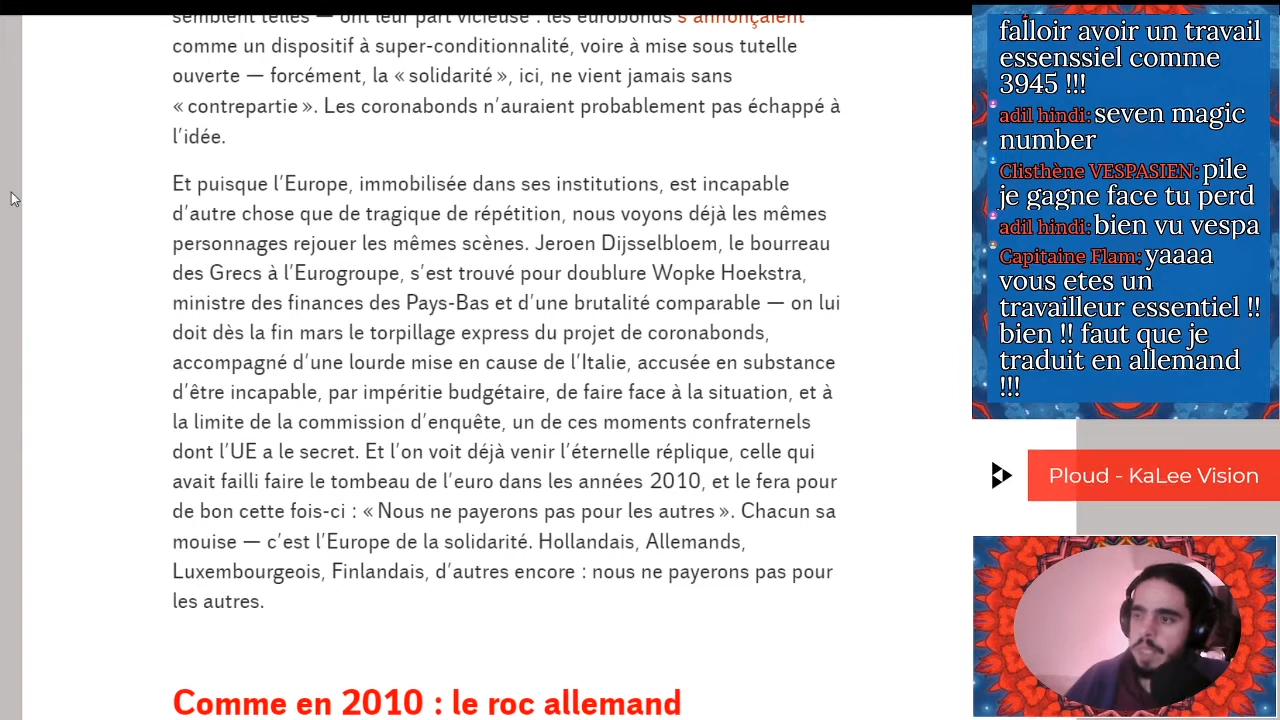 semblent telles — ont leur part vicieuse : les eurobonds s'annonçaient
comme un dispositif à super-conditionnalité, voire à mise sous tutelle
ouverte — forcément, la « solidarité », ici, ne vient jamais sans
« contrepartie ». Les coronabonds n'auraient probablement pas échappé à
l'idée.
Et puisque l'Europe, immobilisée dans ses institutions, est incapable
d'autre chose que de tragique de répétition, nous voyons déjà les mêmes
personnages rejouer les mêmes scènes. Jeroen Dijsselbloem, le bourreau
des Grecs à l'Eurogroupe, s'est trouvé pour doublure Wopke Hoekstra,
ministre des finances des Pays-Bas et d'une brutalité comparable — on lui
doit dès la fin mars le torpillage express du projet de coronabonds,
accompagné d'une lourde mise en cause de l'Italie, accusée en substance
d'être incapable, par impéritie budgétaire, de faire face à la situation, et à
la limite de la commission d'enquête, un de ces moments confraternels
dont l'UE a le secret. Et l'on voit déjà venir l'éternelle réplique, celle qui
avait failli faire le tombeau de l'euro dans les années 2010, et le fera pour
de bon cette fois-ci : « Nous ne payerons pas pour les autres ». Chacun sa
mouise — c'est l'Europe de la solidarité. Hollandais, Allemands,
Luxembourgeois, Finlandais, d'autres encore : nous ne payerons pas pour
les autres.
Comme en 2010 : le roc allemand
falloir avoir un travail
essenssiel comme
3945 !!!
adil hindi: seven magic
number
Clisthène VESPASIEN: pile
je gagne face tu perd
adil hindi: bien vu vespa
Capitaine Flam: yaaaa
vous etes un
travailleur essentiel !!
bien !! faut que je
traduit en allemand
!!!
Ploud - KaLee Vision